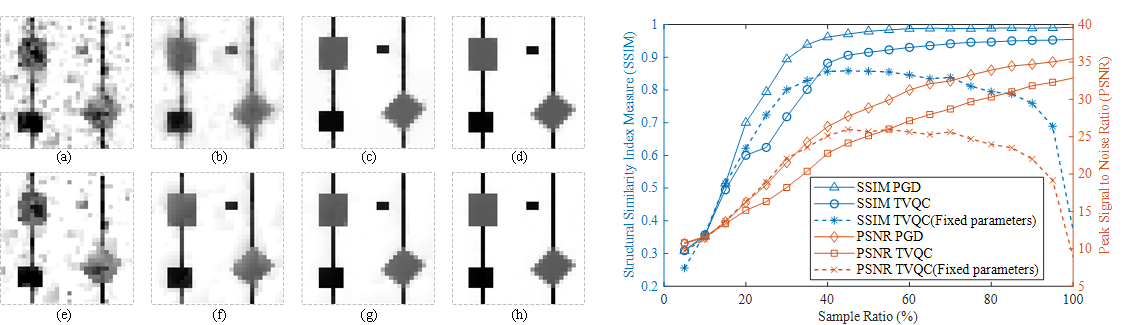 (a) (b) (c) (d)
(e) (f) (g) (h)
Structural Similarity Index Measure (SSIM)
1
0.9
0.8
0.7
0.6
0.5
0.4
0.3
0.2
0 20 40 60 80 100
Sample Ratio (%)
40
35
30
25
20
15
10
5
Peak Signal to Noise Ratio (PSNR)
SSIM PGD
SSIM TVQC
SSIM TVQC(Fixed parameters)
PSNR PGD
PSNR TVQC
PSNR TVQC(Fixed parameters)